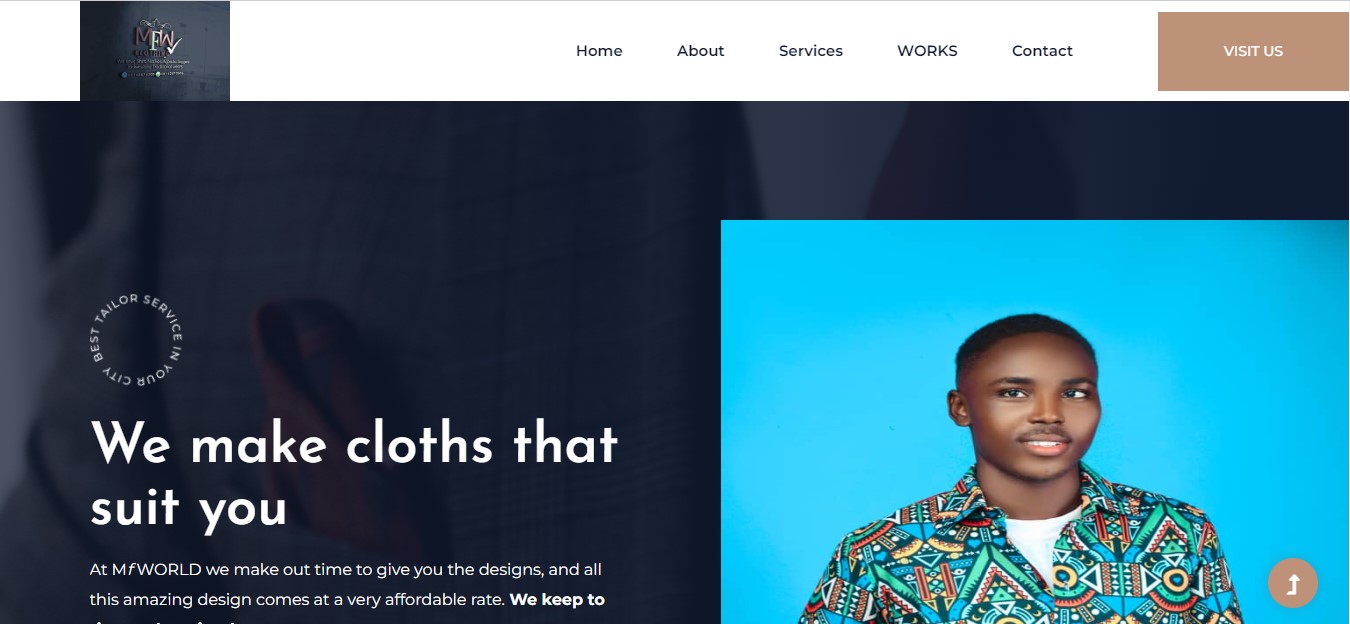 MFW
Home About Services WORKS Contact VISIT US
BEST TAILOR SERVICE IN YOUR CITY
We make cloths that
suit you
At MƒWORLD we make out time to give you the designs, and all
this amazing design comes at a very affordable rate. We keep to